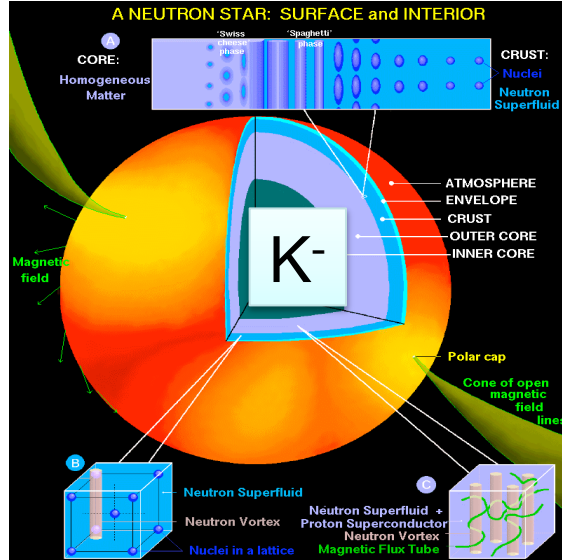 A NEUTRON STAR: SURFACE and INTERIOR
A
'Swiss
cheese'
phase
'Spaghetti'
phase
CORE:
Homogeneous
Matter
CRUST:
Nuclei
Neutron
Superfluid
ATMOSPHERE
ENVELOPE
CRUST
OUTER CORE
INNER CORE
K-
Magnetic
field
Polar cap
Cone of open
magnetic
field
lines
B
Neutron Superfluid
Neutron Vortex
Nuclei in a lattice
C
Neutron Superfluid +
Proton Superconductor
Neutron Vortex
Magnetic Flux Tube